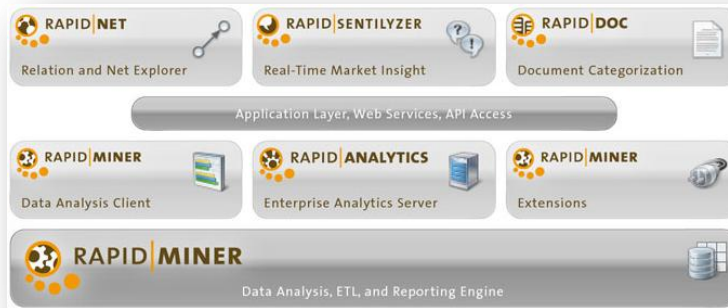 RAPID|NET
Relation and Net Explorer
RAPID|SENTILYZER
Real-Time Market Insight
RAPID|DOC
Document Categorization
Application Layer, Web Services, API Access
RAPID|MINER
Data Analysis Client
RAPID|ANALYTICS
Enterprise Analytics Server
RAPID|MINER
Extensions
RAPID|MINER
Data Analysis, ETL, and Reporting Engine